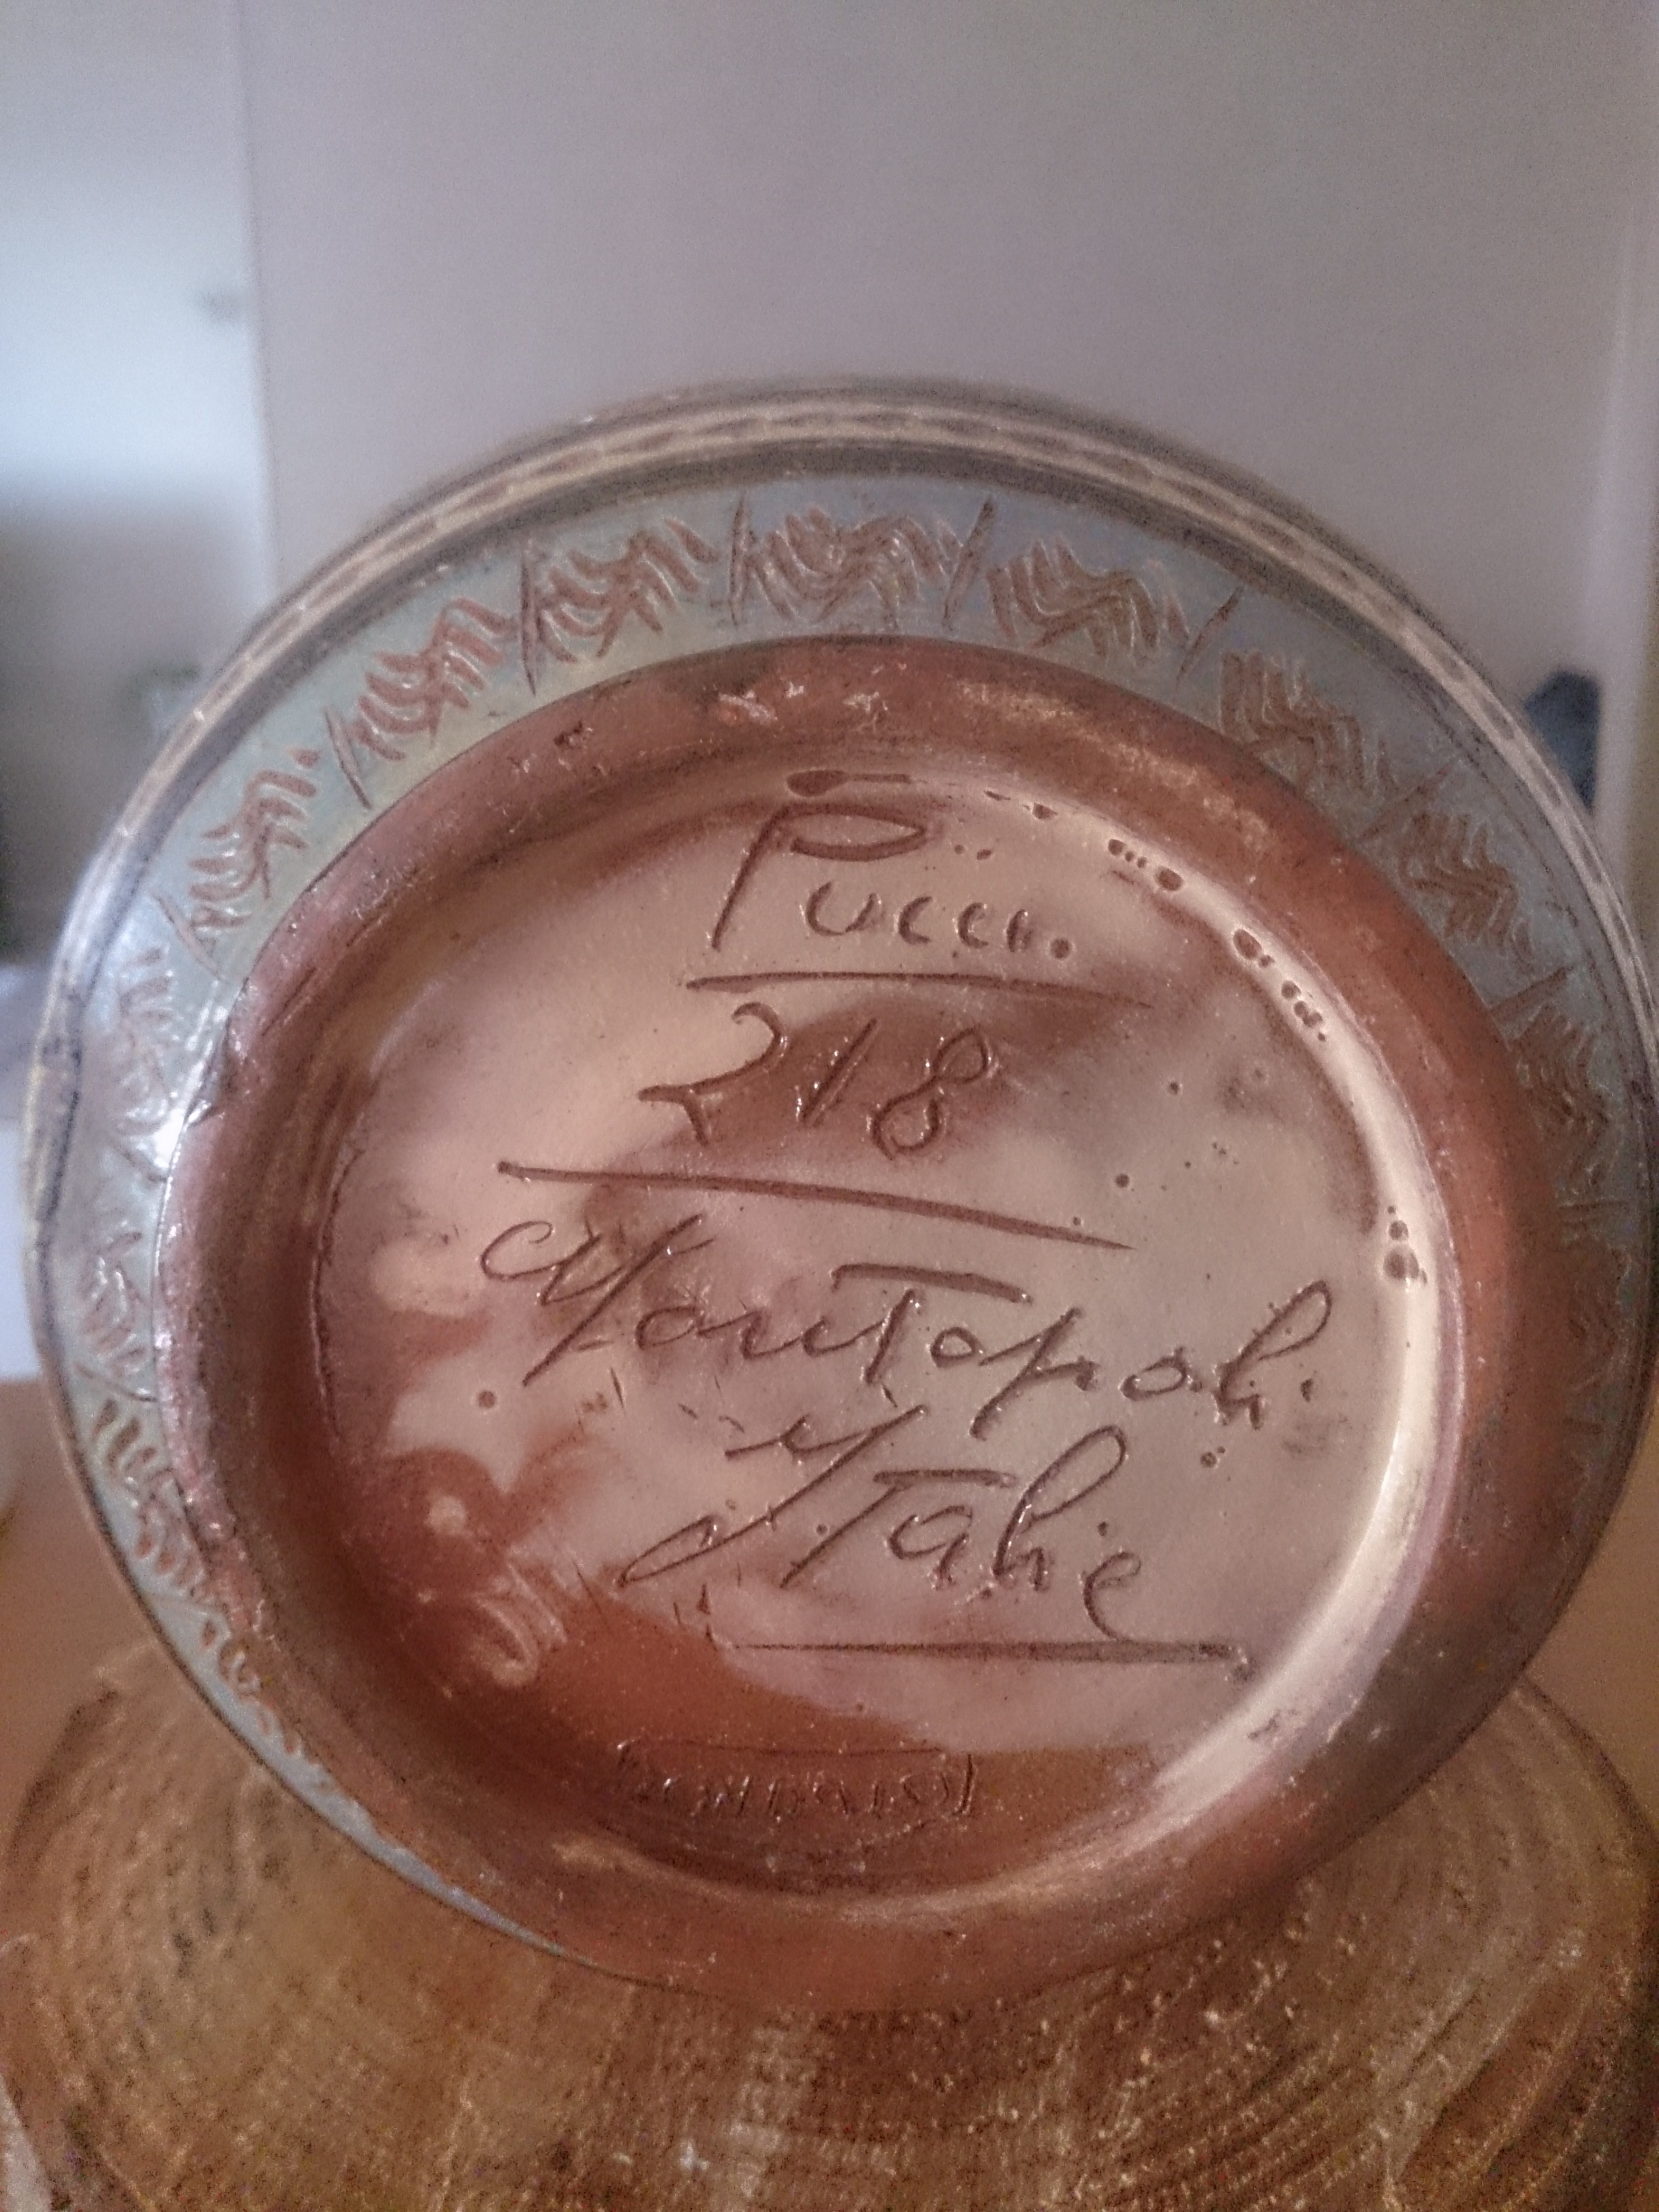 Pucci.
218
Montopoli.
Italie